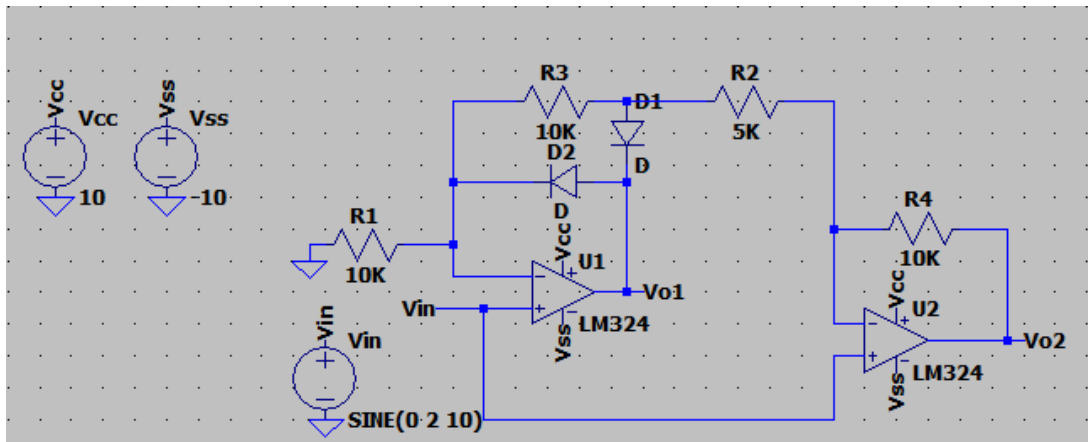 Vcc
Vcc
10
Vss
Vss
-10
R3
10K
D1
D
R2
5K
D2
D
R1
10K
Vcc
U1
Vin
Vo1
Vss
LM324
R4
10K
Vcc
U2
Vo2
Vss
LM324
Vin
Vin
SINE(0 2 10)